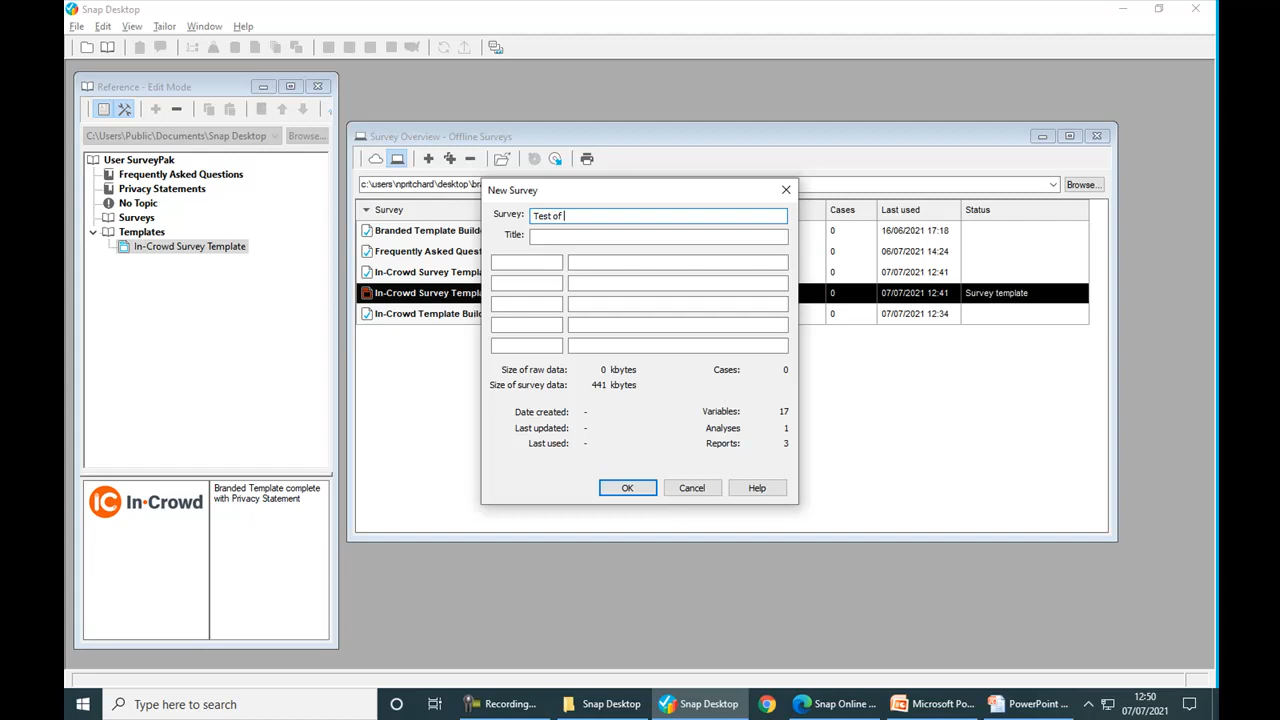 Snap Desktop
File Edit View Tailor Window Help
Reference - Edit Mode
C:\Users\Public\Documents\Snap Desktop Browse...
User SurveyPak
Frequently Asked Questions
Privacy Statements
No Topic
Surveys
Templates
In-Crowd Survey Template
IC In·Crowd
Branded Template complete
with Privacy Statement
Survey Overview - Offline Surveys
c:\users\npritchard\desktop\bra Browse...
Survey Cases Last used Status
Branded Template Build 0 16/06/2021 17:18
Frequently Asked Quest 0 06/07/2021 14:24
In-Crowd Survey Templa 0 07/07/2021 12:41
In-Crowd Survey Templa 0 07/07/2021 12:41 Survey template
In-Crowd Template Build 0 07/07/2021 12:34
New Survey
Survey: Test of
Title:
Size of raw data: 0 kbytes Cases: 0
Size of survey data: 441 kbytes
Date created: - Variables: 17
Last updated: - Analyses 1
Last used: - Reports: 3
OK Cancel Help
Type here to search
Recording...
Snap Desktop
Snap Desktop
Snap Online ...
Microsoft Po...
PowerPoint ...
12:50
07/07/2021